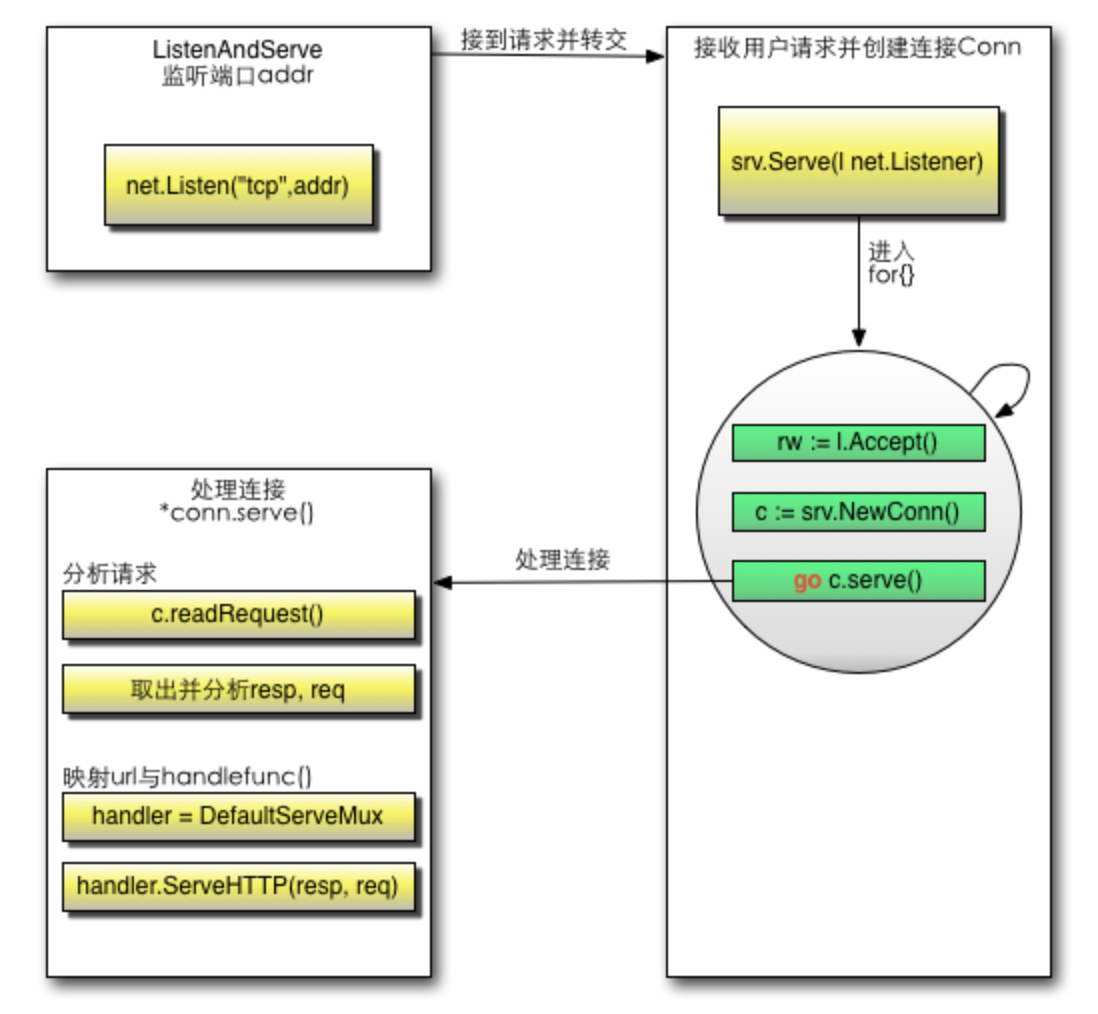 ListenAndServe
监听端口addr
net.Listen("tcp",addr)
接到请求并转交
接收用户请求并创建连接Conn
srv.Serve(l net.Listener)
进入
for{}
rw := l.Accept()
c := srv.NewConn()
go c.serve()
处理连接
处理连接
*conn.serve()
分析请求
c.readRequest()
取出并分析resp, req
映射url与handlefunc()
handler = DefaultServeMux
handler.ServeHTTP(resp, req)